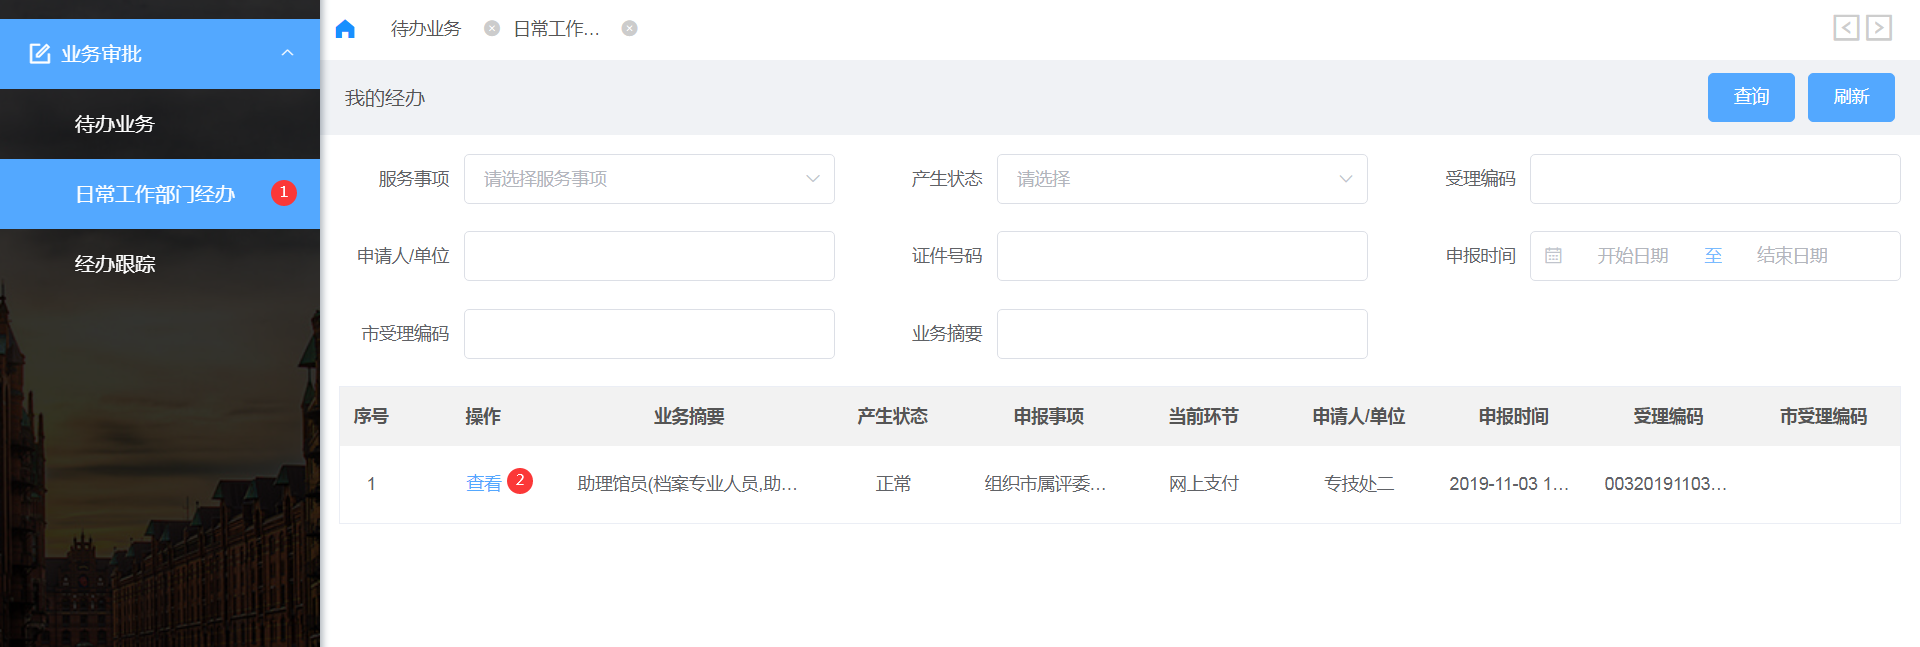 业务审批
待办业务
日常工作部门经办 1
经办跟踪
待办业务 日常工作…
我的经办 查询 刷新
服务事项 请选择服务事项 产生状态 请选择 受理编码
申请人/单位 证件号码 申报时间 开始日期 至 结束日期
市受理编码 业务摘要
序号 操作 业务摘要 产生状态 申报事项 当前环节 申请人/单位 申报时间 受理编码 市受理编码
1 查看 2 助理馆员(档案专业人员,助… 正常 组织市属评委… 网上支付 专技处二 2019-11-03 1… 00320191103…